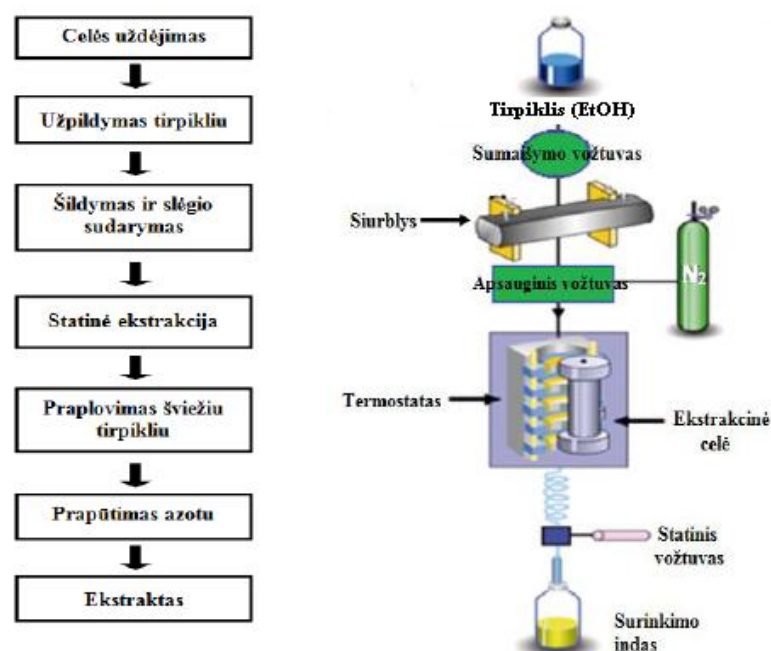 Celės uždėjimas
Užpildymas tirpikliu
Šildymas ir slėgio
sudarymas
Statinė ekstrakcija
Praplovimas šviežiu
tirpikliu
Prapūtimas azotu
Ekstraktas
Tirpiklis (EtOH)
Sumaišymo vožtuvas
Siurblys
Apsauginis vožtuvas
N2
Termostatas
Ekstrakcinė
celė
Statinis
vožtuvas
Surinkimo
indas